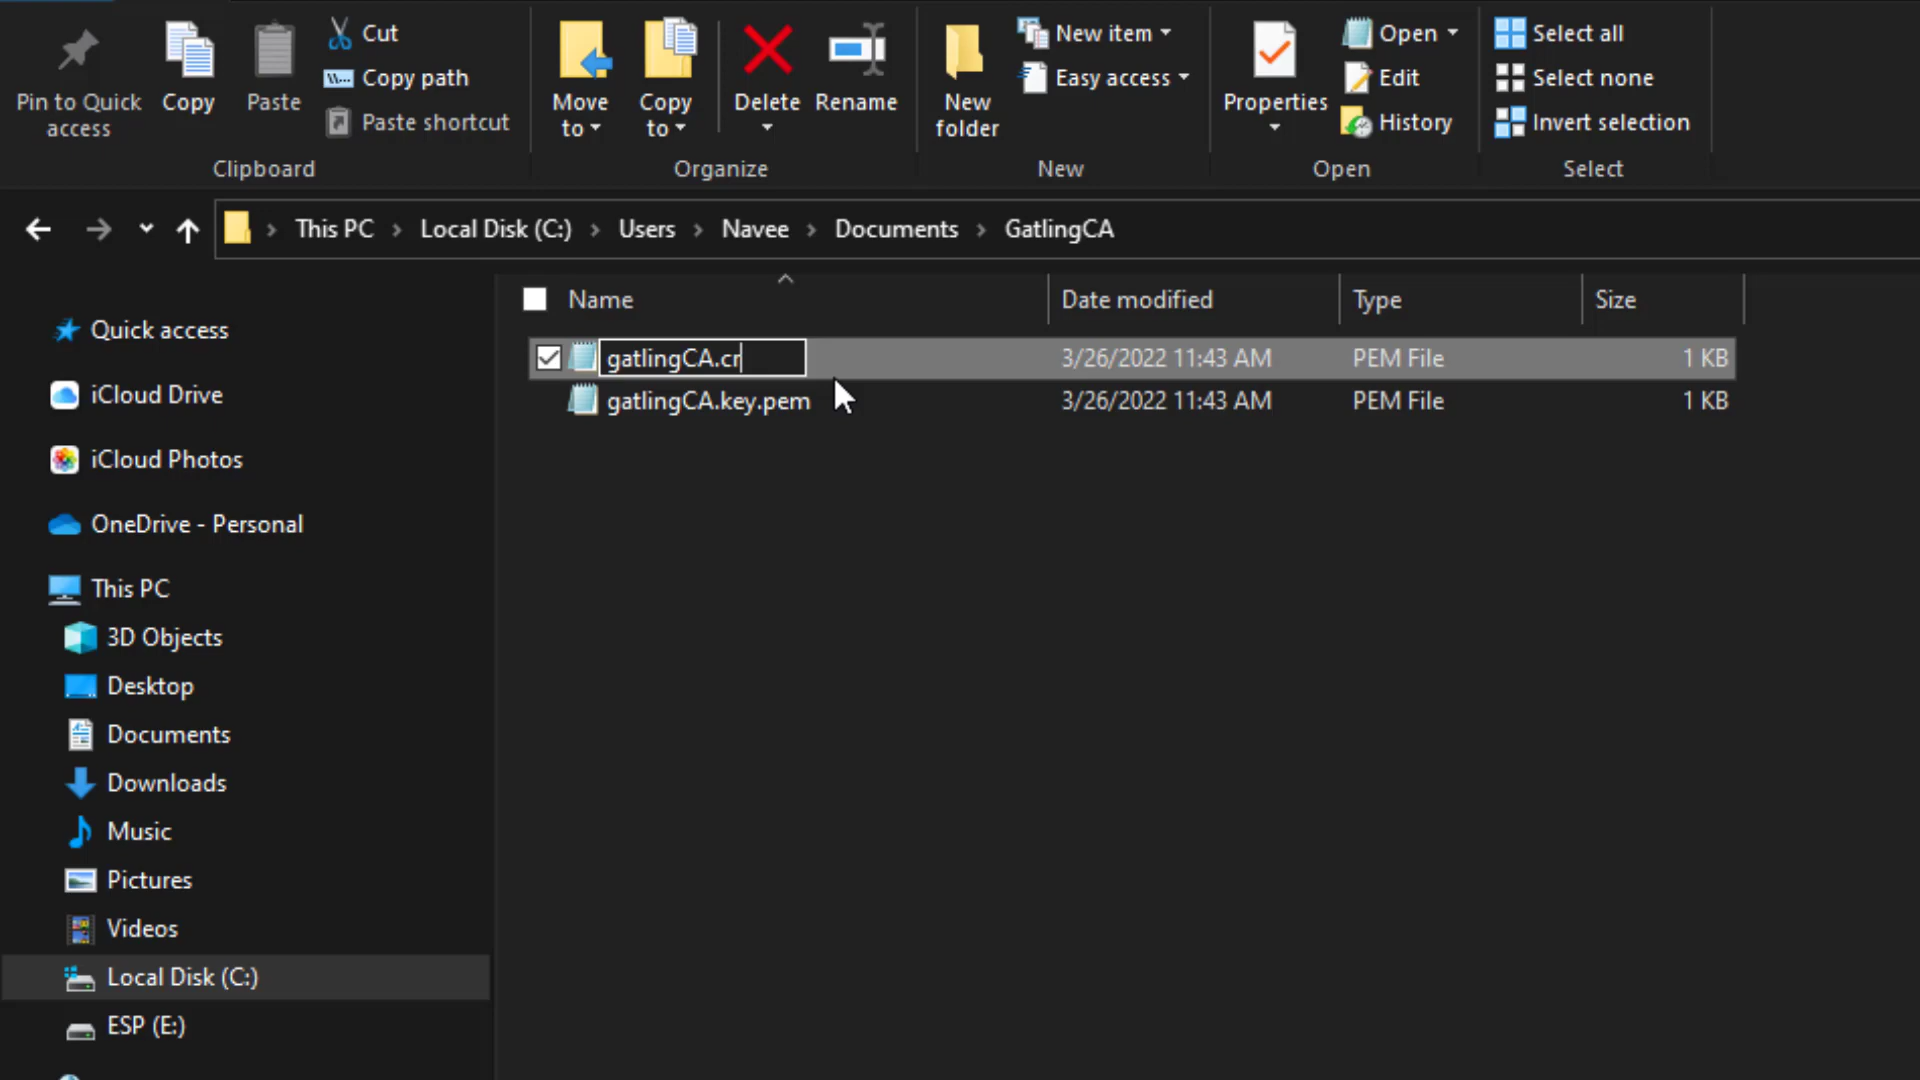 Pin to Quick access
Copy
Paste
Cut
Copy path
Paste shortcut
Clipboard
Move to
Copy to
Delete
Rename
Organize
New folder
New item
Easy access
New
Properties
Open
Edit
History
Open
Select all
Select none
Invert selection
Select
This PC > Local Disk (C:) > Users > Navee > Documents > GatlingCA
Name Date modified Type Size
gatlingCA.cr 3/26/2022 11:43 AM PEM File 1 KB
gatlingCA.key.pem 3/26/2022 11:43 AM PEM File 1 KB
Quick access
iCloud Drive
iCloud Photos
OneDrive - Personal
This PC
3D Objects
Desktop
Documents
Downloads
Music
Pictures
Videos
Local Disk (C:)
ESP (E:)